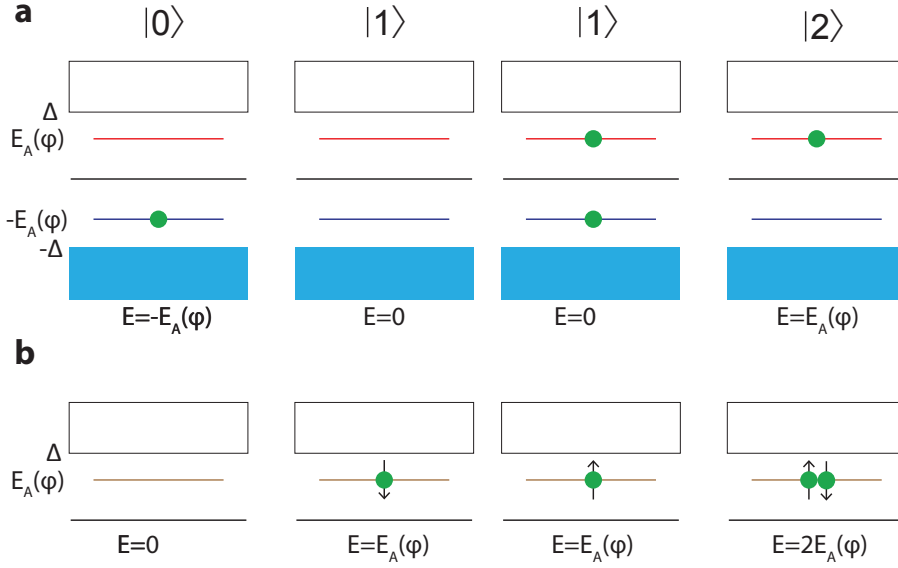 a
|0⟩ |1⟩ |1⟩ |2⟩
Δ
E_A(φ)
-E_A(φ)
-Δ
E=-E_A(φ) E=0 E=0 E=E_A(φ)
b
Δ
E_A(φ)
E=0 E=E_A(φ) E=E_A(φ) E=2E_A(φ)